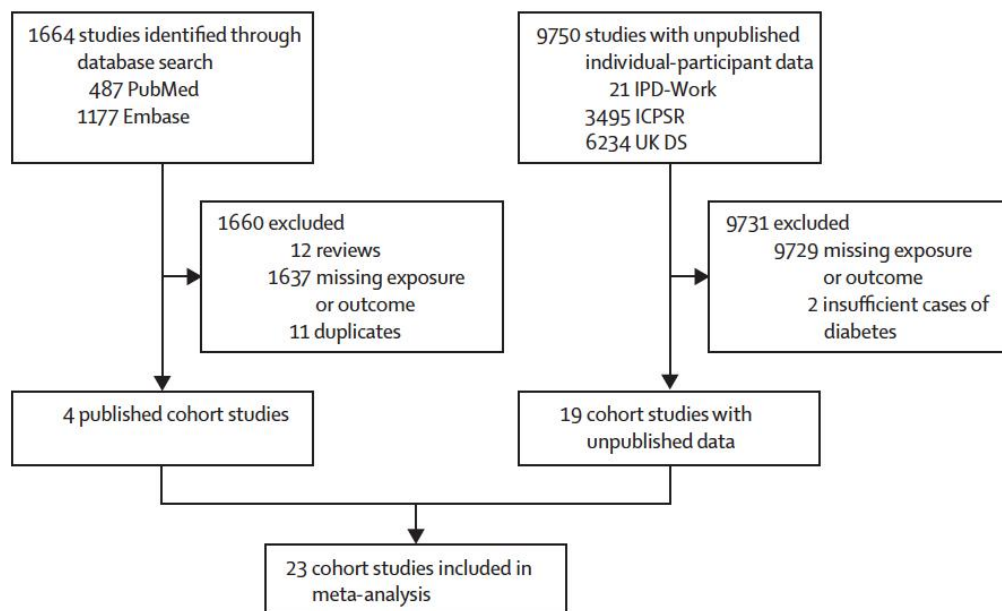 1664 studies identified through
database search
487 PubMed
1177 Embase
9750 studies with unpublished
individual-participant data
21 IPD-Work
3495 ICPSR
6234 UK DS
1660 excluded
12 reviews
1637 missing exposure
or outcome
11 duplicates
9731 excluded
9729 missing exposure
or outcome
2 insufficient cases of
diabetes
4 published cohort studies
19 cohort studies with
unpublished data
23 cohort studies included in
meta-analysis